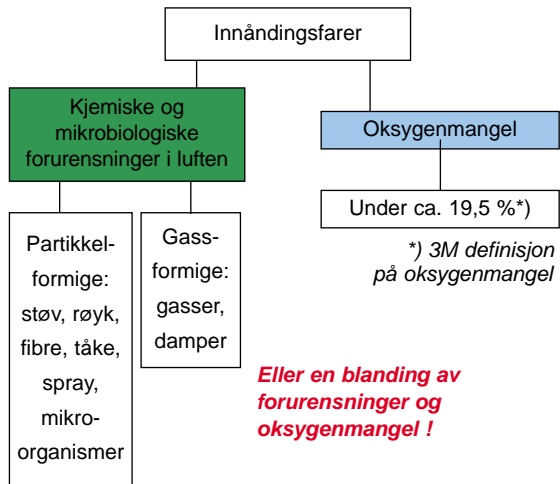 Innåndingsfarer
Kjemiske og
mikrobiologiske
forurensninger i luften
Oksygenmangel
Partikkel-
formige:
støv, røyk,
fibre, tåke,
spray,
mikro-
organismer
Gass-
formige:
gasser,
damper
Under ca. 19,5 %*)
*) 3M definisjon
på oksygenmangel
Eller en blanding av
forurensninger og
oksygenmangel !